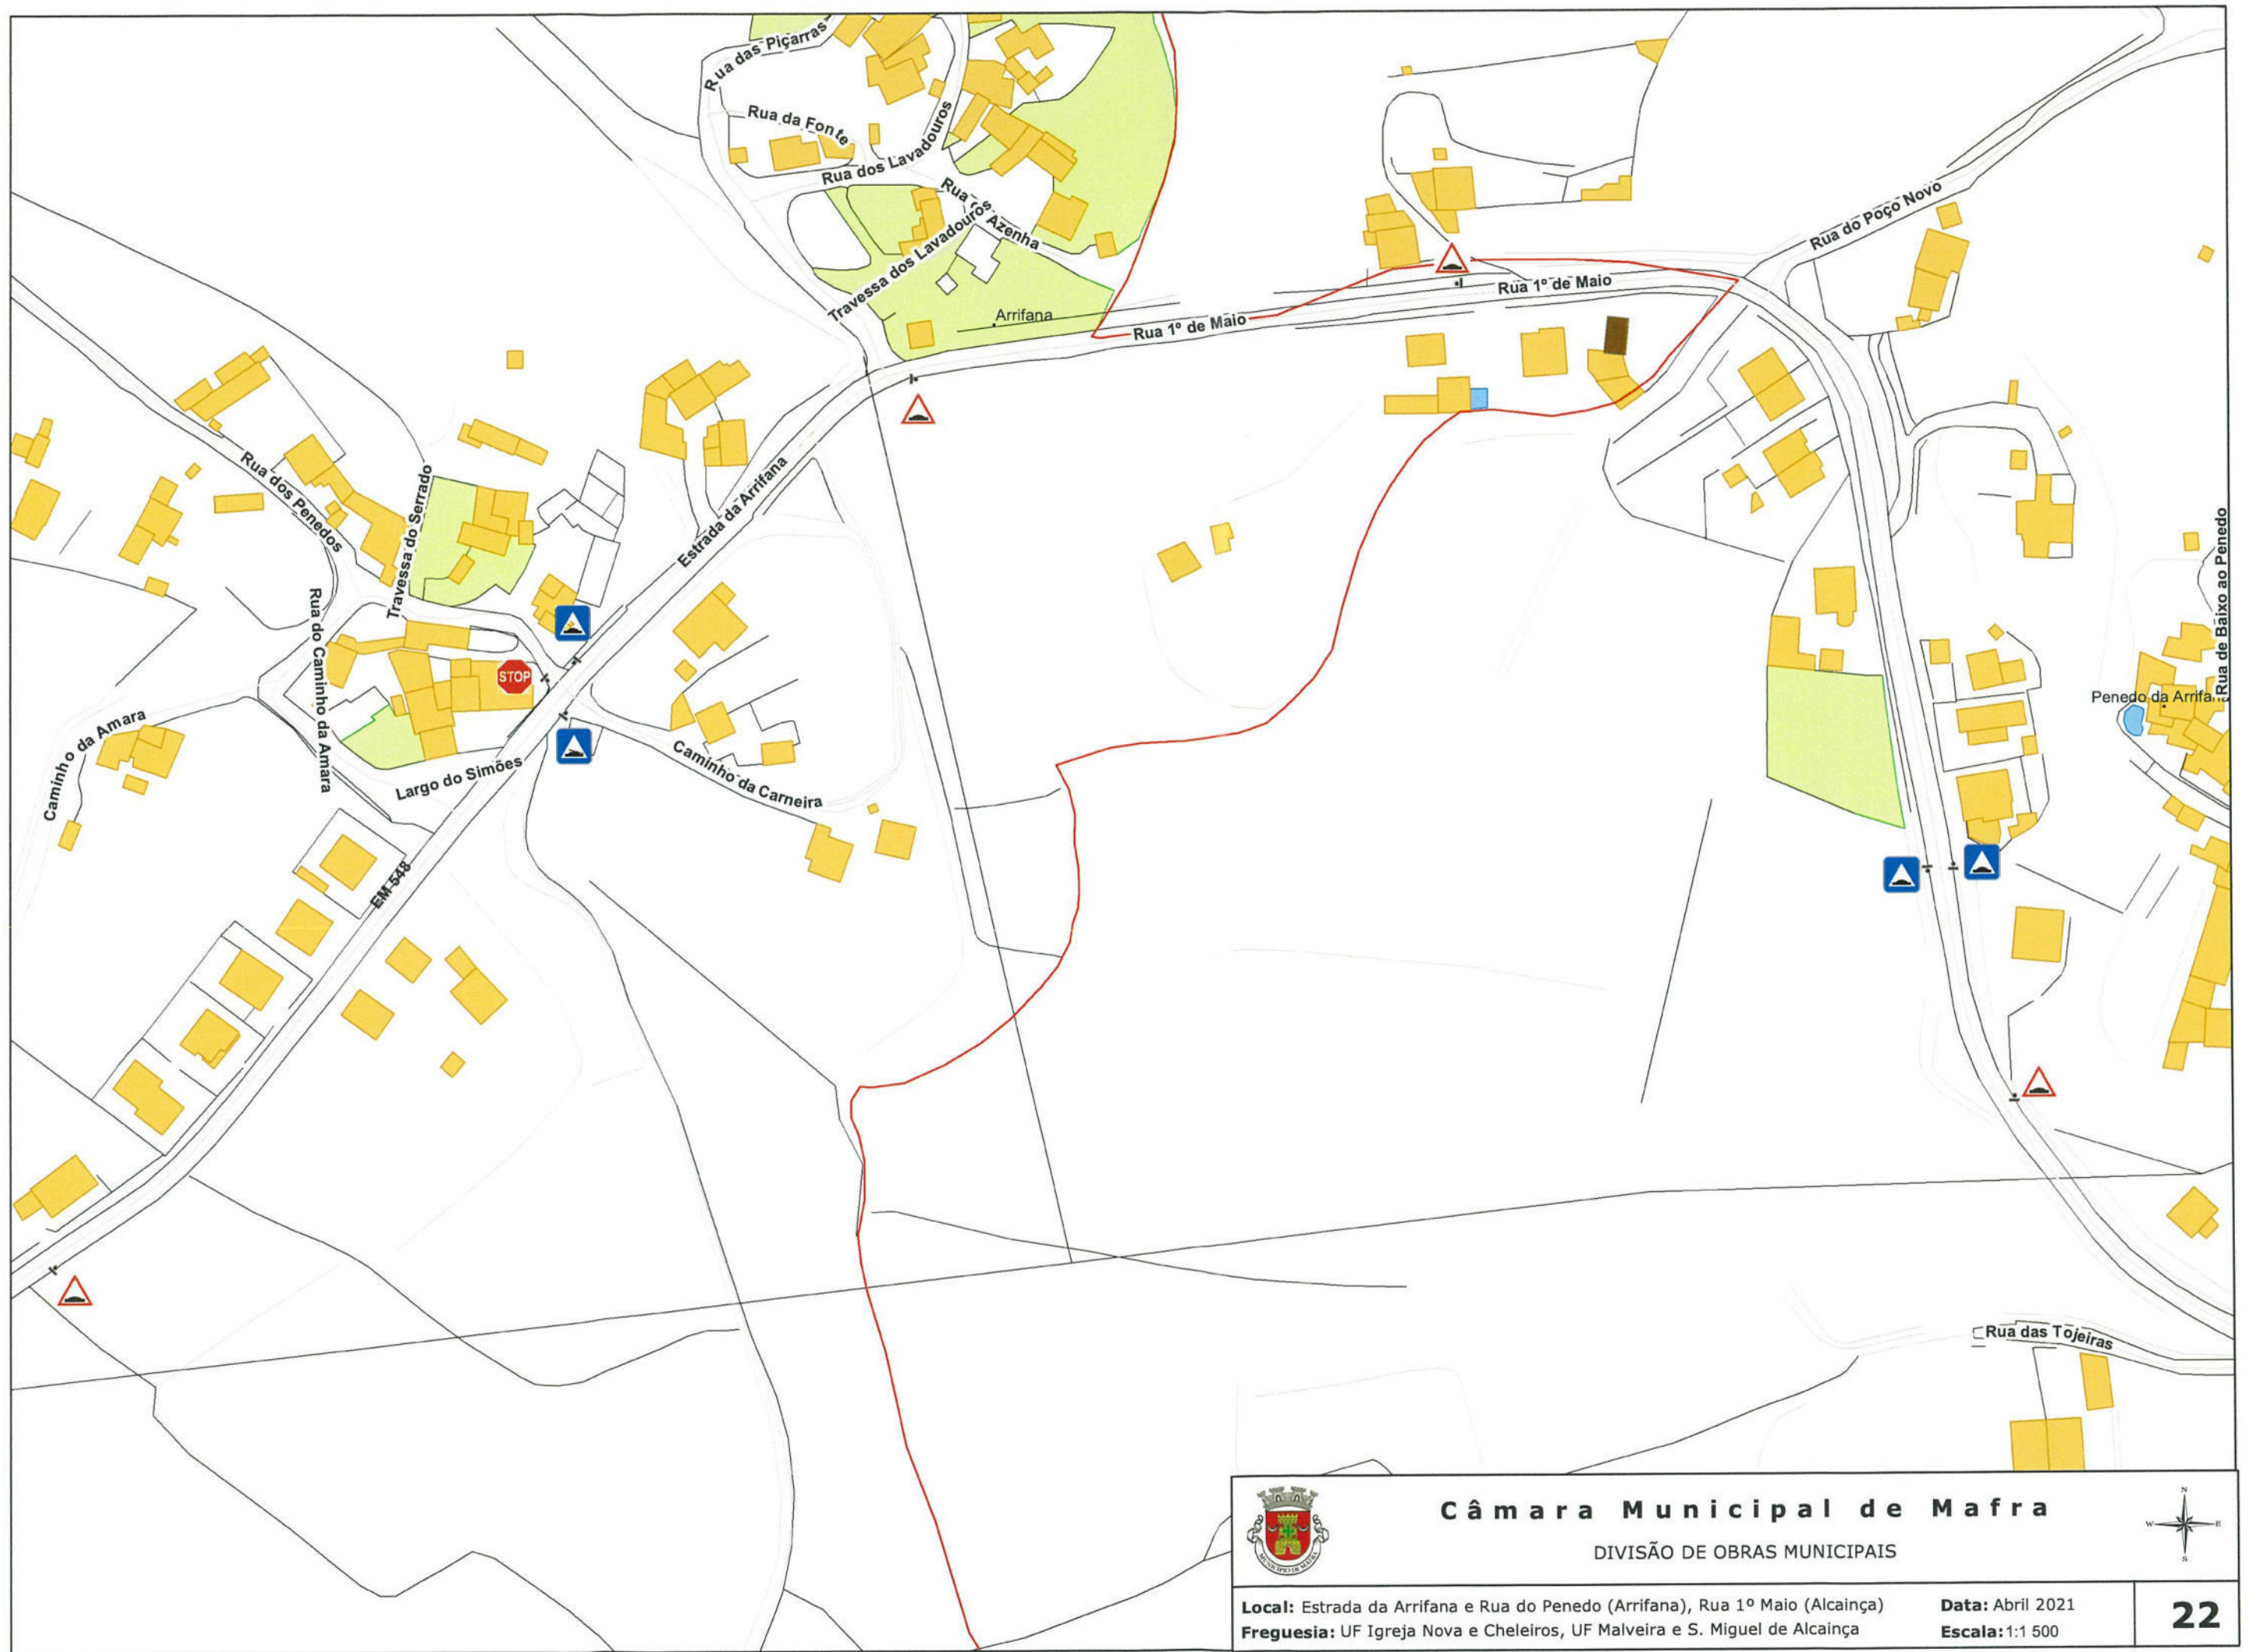 Rua das Piçarras
Rua da Fonte
Rua dos Lavadouros
Rua Azenha
Travessa dos Lavadouros
Arrifana
Rua 1º de Maio
Rua 1º de Maio
Rua do Poço Novo
Rua dos Penedos
Travessa do Serrado
Estrada da Arrifana
Rua do Caminho da Amara
STOP
Caminho da Amara
Largo do Simões
Caminho da Carneira
EM 548
Rua de Baixo ao Penedo
Penedo da Arrifana
Rua das Tojeiras
Câmara Municipal de Mafra
DIVISÃO DE OBRAS MUNICIPAIS
MUNICÍPIO DE MAFRA
N
W E
S
Local: Estrada da Arrifana e Rua do Penedo (Arrifana), Rua 1º Maio (Alcainça)
Freguesia: UF Igreja Nova e Cheleiros, UF Malveira e S. Miguel de Alcainça
Data: Abril 2021
Escala:1:1 500
22